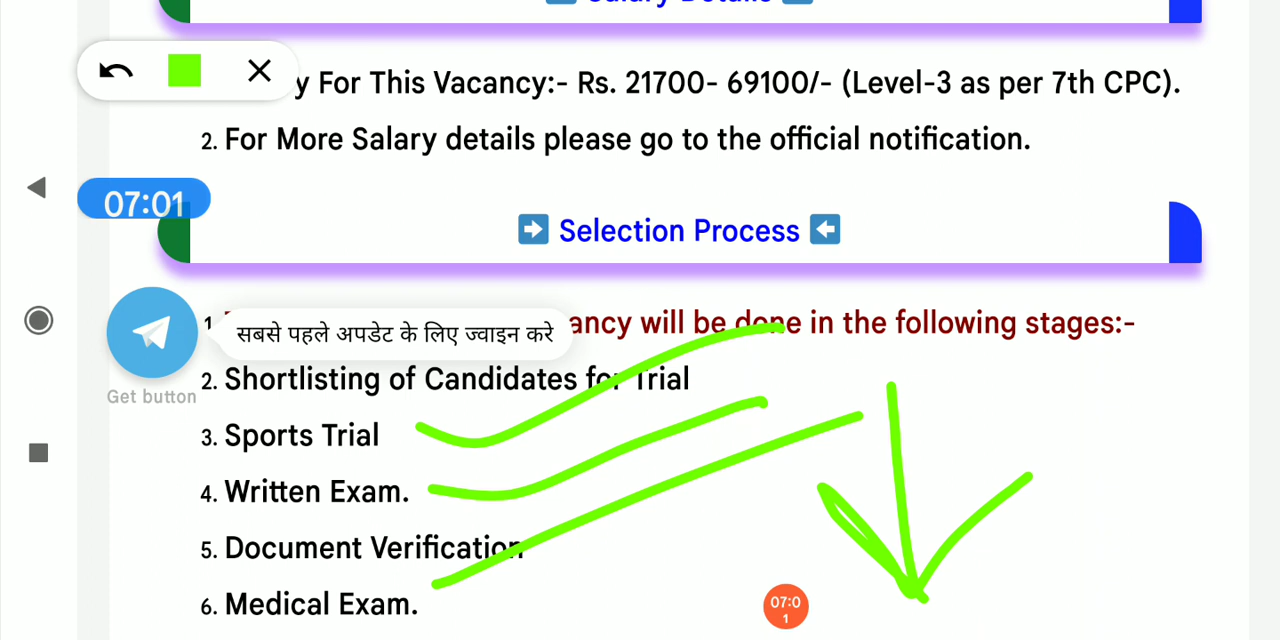 Salary Details
y For This Vacancy:- Rs. 21700- 69100/- (Level-3 as per 7th CPC).
2. For More Salary details please go to the official notification.
07:01
Selection Process
1
सबसे पहले अपडेट के लिए ज्वाइन करे
ancy will be done in the following stages:-
2. Shortlisting of Candidates for Trial
Get button
3. Sports Trial
4. Written Exam.
5. Document Verification
6. Medical Exam.
07:0
1